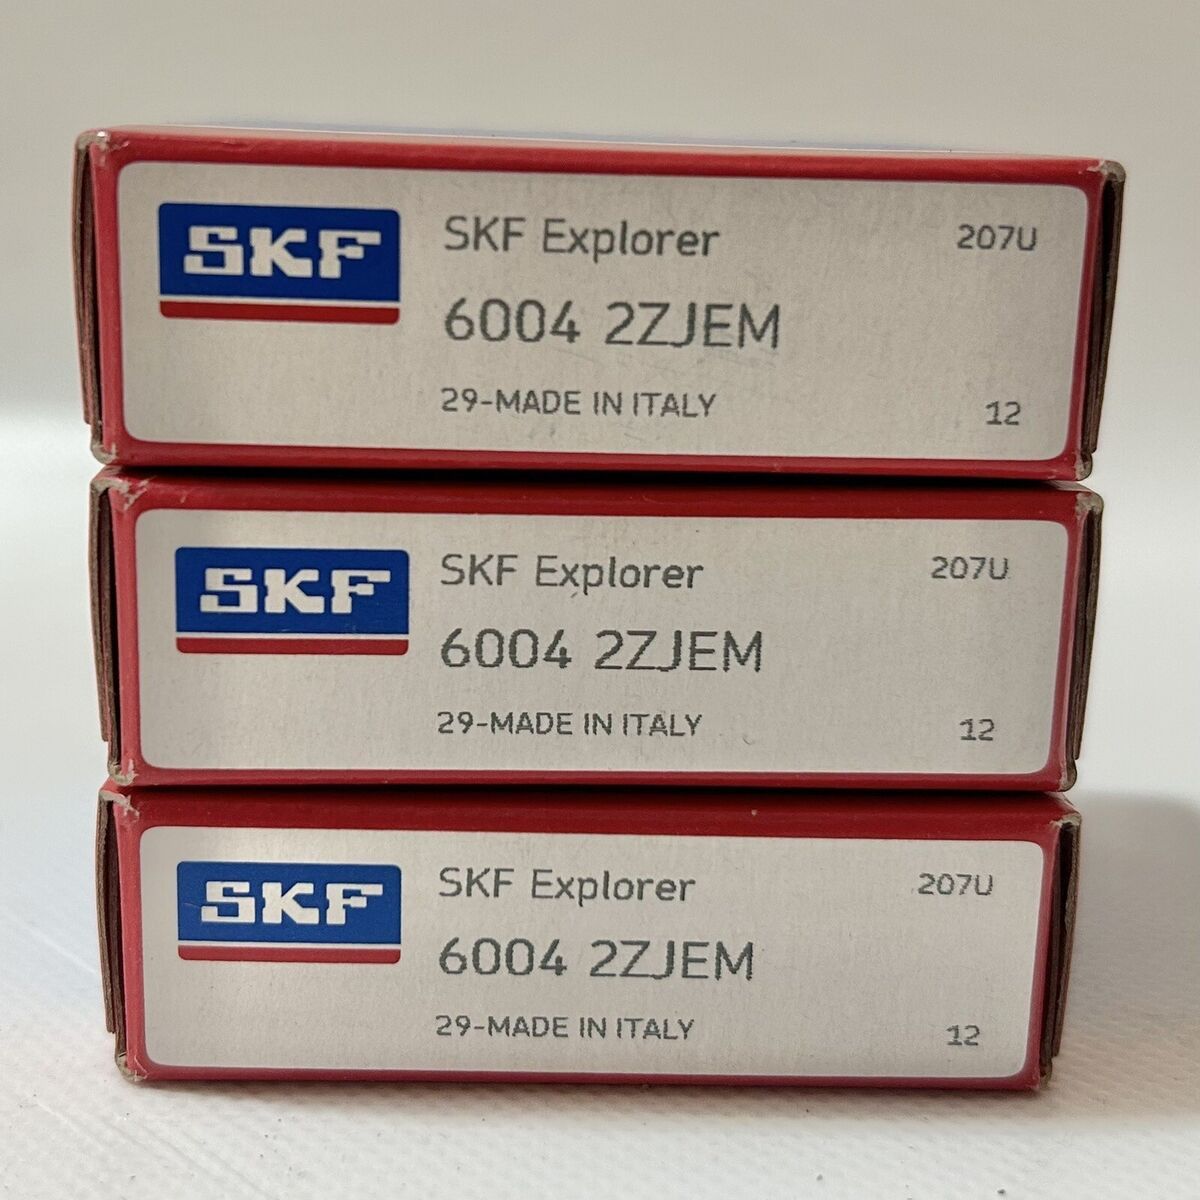 SKF
SKF Explorer 207U
6004 2ZJEM
29-MADE IN ITALY 12
SKF
SKF Explorer 207U
6004 2ZJEM
29-MADE IN ITALY 12
SKF
SKF Explorer 207U
6004 2ZJEM
29-MADE IN ITALY 12